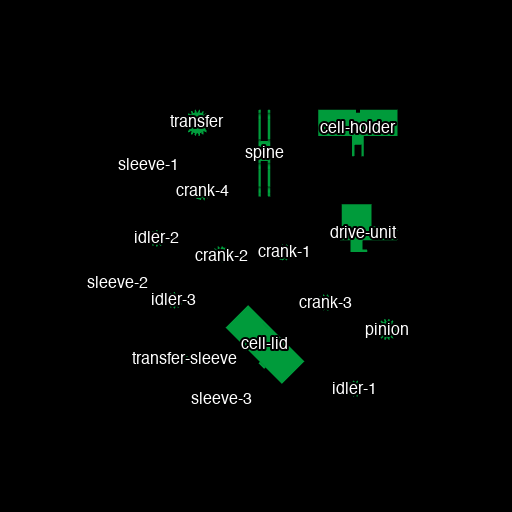 transfer
cell-holder
spine
sleeve-1
crank-4
drive-unit
idler-2
crank-2
crank-1
sleeve-2
idler-3
crank-3
pinion
cell-lid
transfer-sleeve
idler-1
sleeve-3